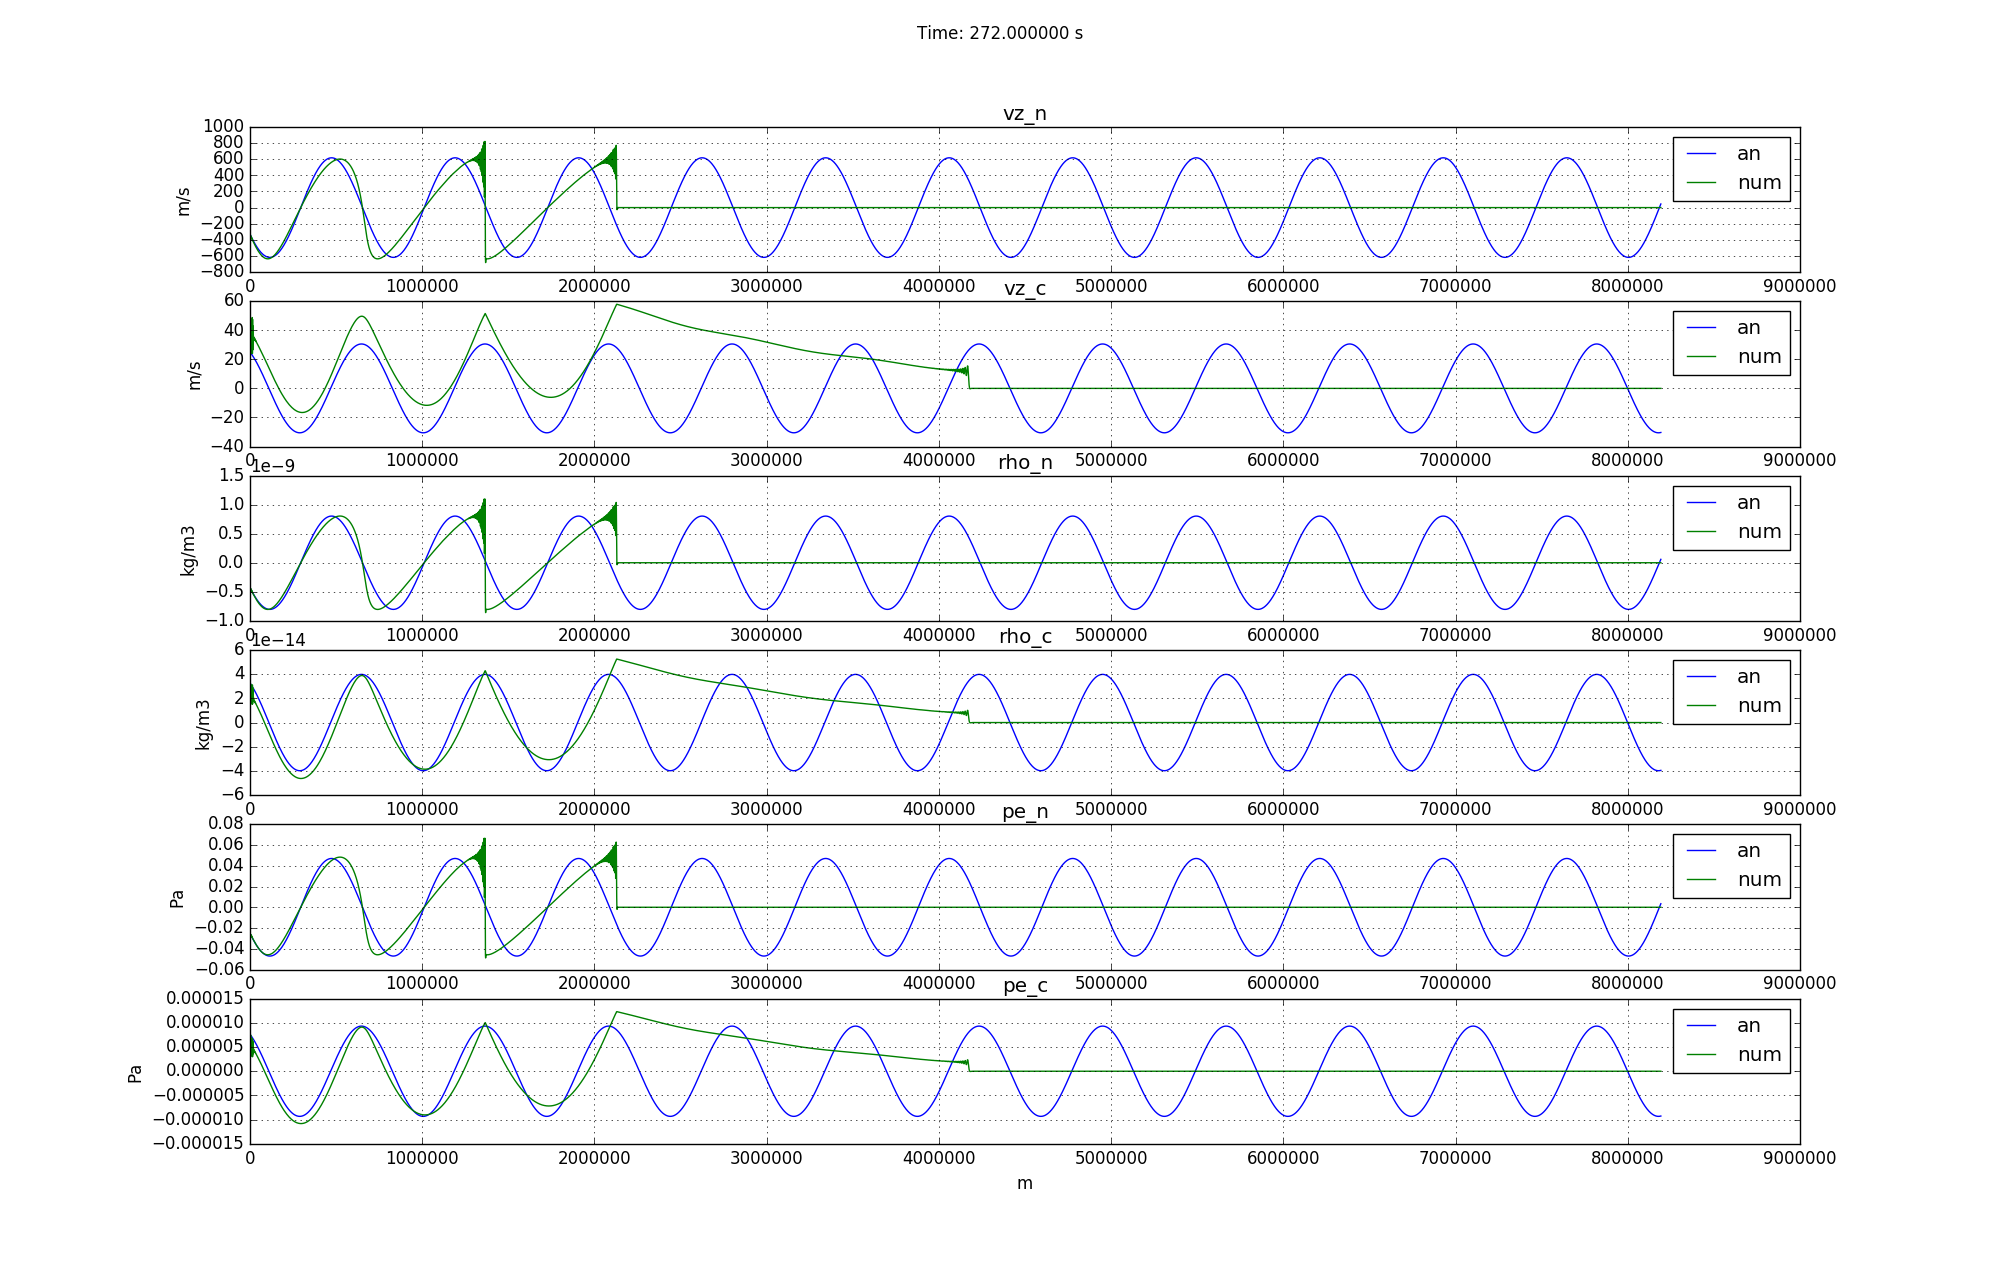 Time: 272.000000 s
vz_n
1000
800
600
400
200
0
−200
−400
−600
−800
m/s
an
num
0 1000000 2000000 3000000 4000000 5000000 6000000 7000000 8000000 9000000
vz_c
60
40
20
0
−20
−40
m/s
an
num
0 1000000 2000000 3000000 4000000 5000000 6000000 7000000 8000000 9000000
1e−9
rho_n
1.5
1.0
0.5
0.0
−0.5
−1.0
kg/m3
an
num
0 1000000 2000000 3000000 4000000 5000000 6000000 7000000 8000000 9000000
1e−14
rho_c
6
4
2
0
−2
−4
−6
kg/m3
an
num
0 1000000 2000000 3000000 4000000 5000000 6000000 7000000 8000000 9000000
pe_n
0.08
0.06
0.04
0.02
0.00
−0.02
−0.04
−0.06
Pa
an
num
0 1000000 2000000 3000000 4000000 5000000 6000000 7000000 8000000 9000000
pe_c
0.000015
0.000010
0.000005
0.000000
−0.000005
−0.000010
−0.000015
Pa
an
num
0 1000000 2000000 3000000 4000000 5000000 6000000 7000000 8000000 9000000
m